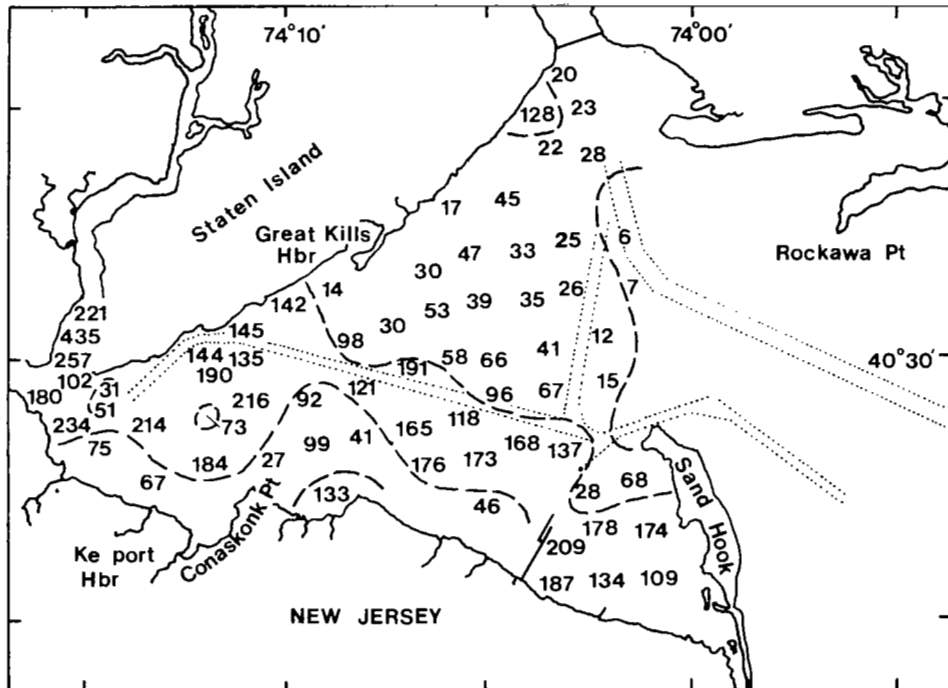 74°10' 74°00'
20
128 23
22 28
Staten Island
17 45
Great Kills
Hbr
47 33 25 6
Rockawa Pt
30
142 14 26 7
53 39 35
221
145 30 12
435 98 41
144 135 58 66 40°30'
257 190 191
102 31 121 96 67 15
180 51 216 92
234 214 73 165 118
75 99 41 168 137
184 27 176 173 68
67 133 28
46 178 174
Conaskonk Pt
Sand Hook
Ke port
Hbr
209
187 134 109
NEW JERSEY